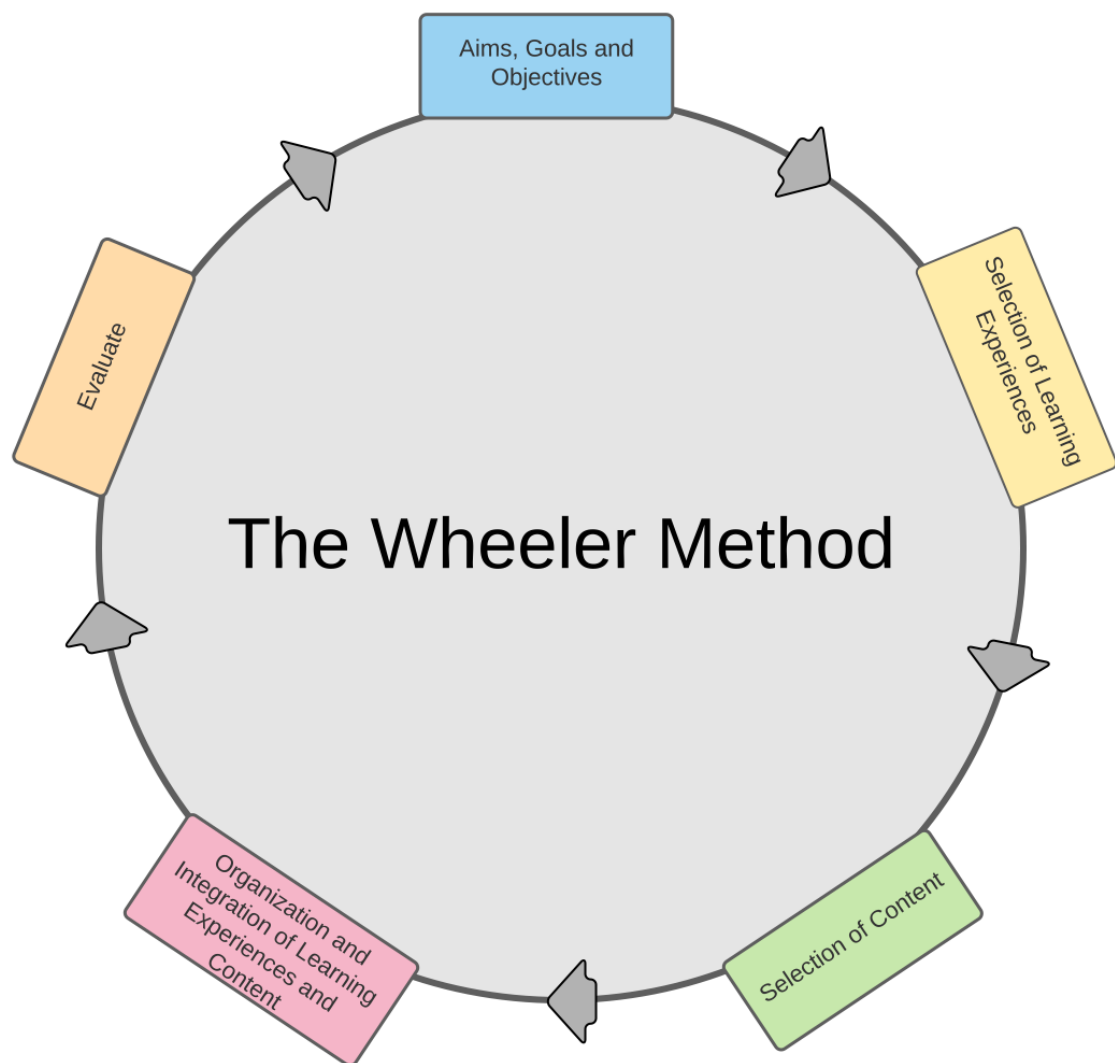 Aims, Goals and
Objectives
Selection of Learning
Experiences
Selection of Content
Organization and
Integration of Learning
Experiences and
Content
Evaluate
The Wheeler Method